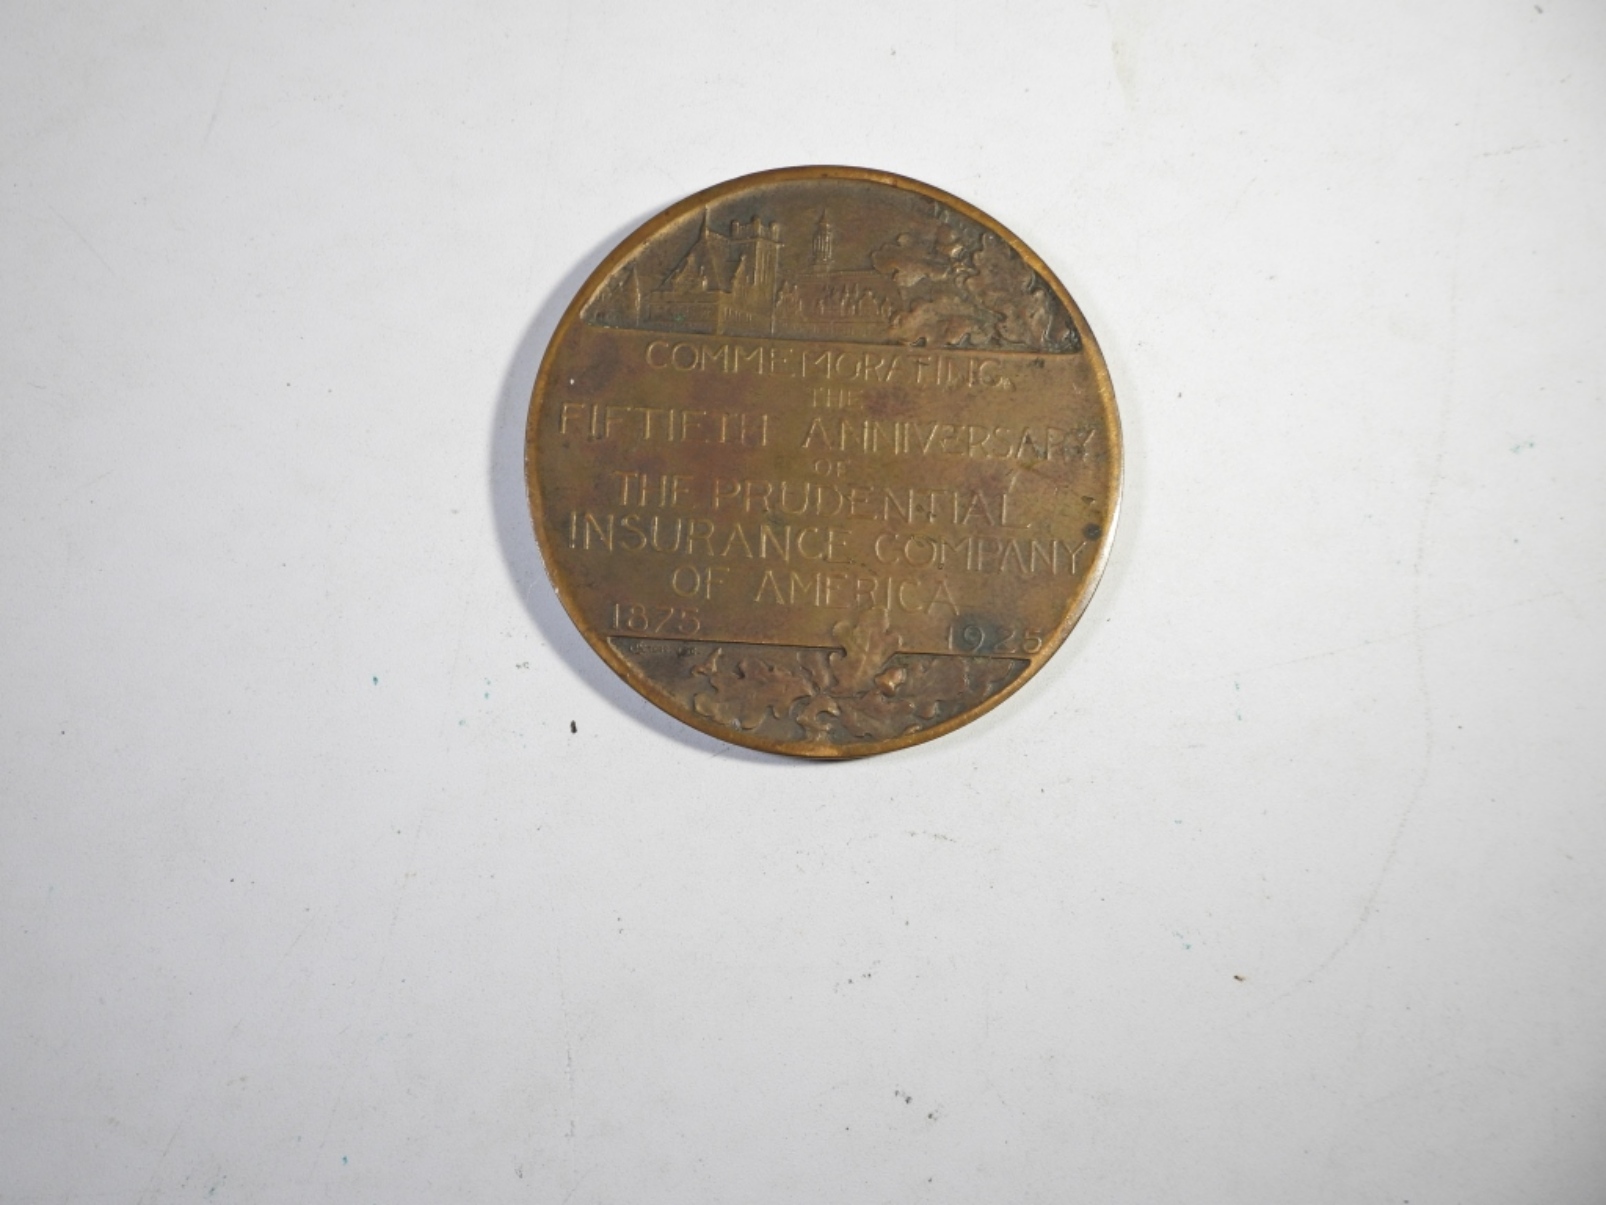 COMMEMORATING
THE
FIFTIETH ANNIVERSARY
OF
THE PRUDENTIAL
INSURANCE COMPANY
OF AMERICA
1875 1925